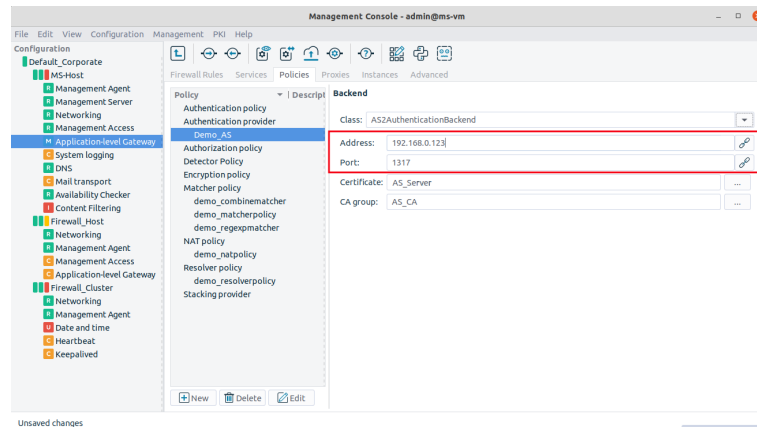 Management Console - admin@ms-vm
File Edit View Configuration Management PKI Help
Configuration
Default_Corporate
MS-Host
R Management Agent
R Management Server
R Networking
R Management Access
M Application-level Gateway
C System logging
R DNS
C Mail transport
R Availability Checker
I Content Filtering
Firewall_Host
R Networking
R Management Agent
C Management Access
C Application-level Gateway
Firewall_Cluster
R Networking
R Management Agent
U Date and time
C Heartbeat
C Keepalived
Firewall Rules Services Policies Proxies Instances Advanced
Policy Descript
Authentication policy
Authentication provider
Demo_AS
Authorization policy
Detector Policy
Encryption policy
Matcher policy
demo_combinematcher
demo_matcherpolicy
demo_regexpmatcher
NAT policy
demo_natpolicy
Resolver policy
demo_resolverpolicy
Stacking provider
New Delete Edit
Backend
Class: AS2AuthenticationBackend
Address: 192.168.0.123
Port: 1317
Certificate: AS_Server ...
CA group: AS_CA ...
Unsaved changes